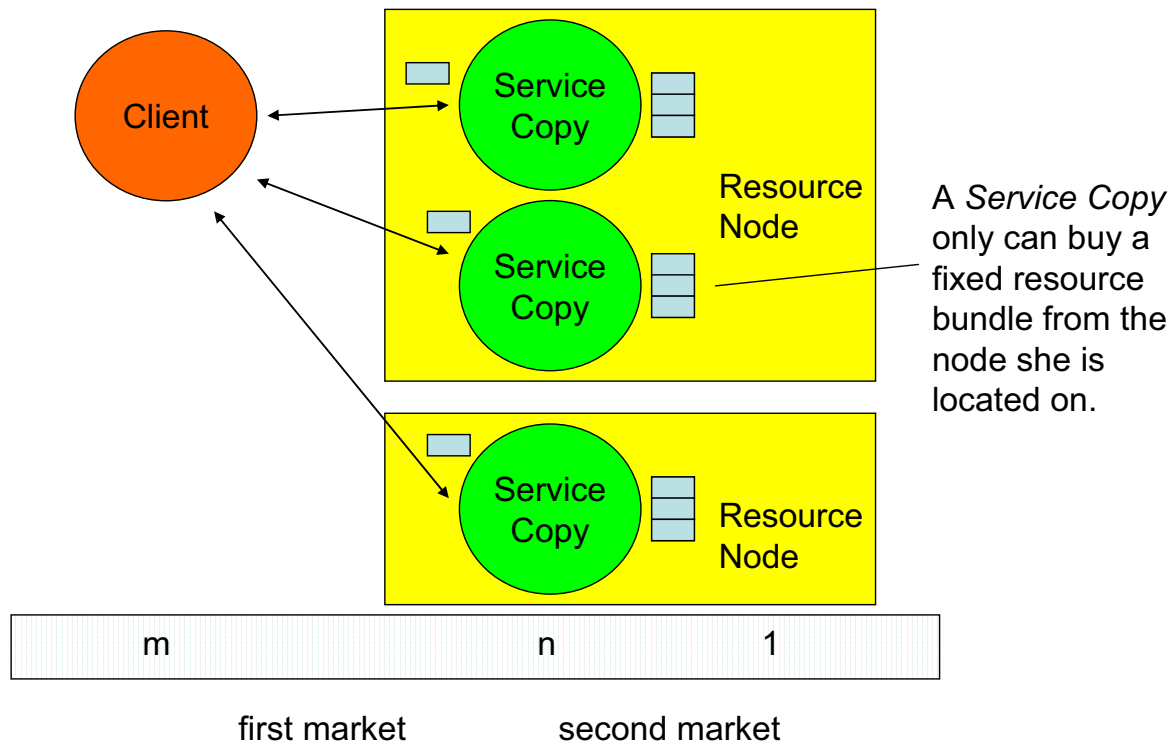 Client
Service
Copy
Service
Copy
Resource
Node
A Service Copy
only can buy a
fixed resource
bundle from the
node she is
located on.
Service
Copy
Resource
Node
m n 1
first market second market